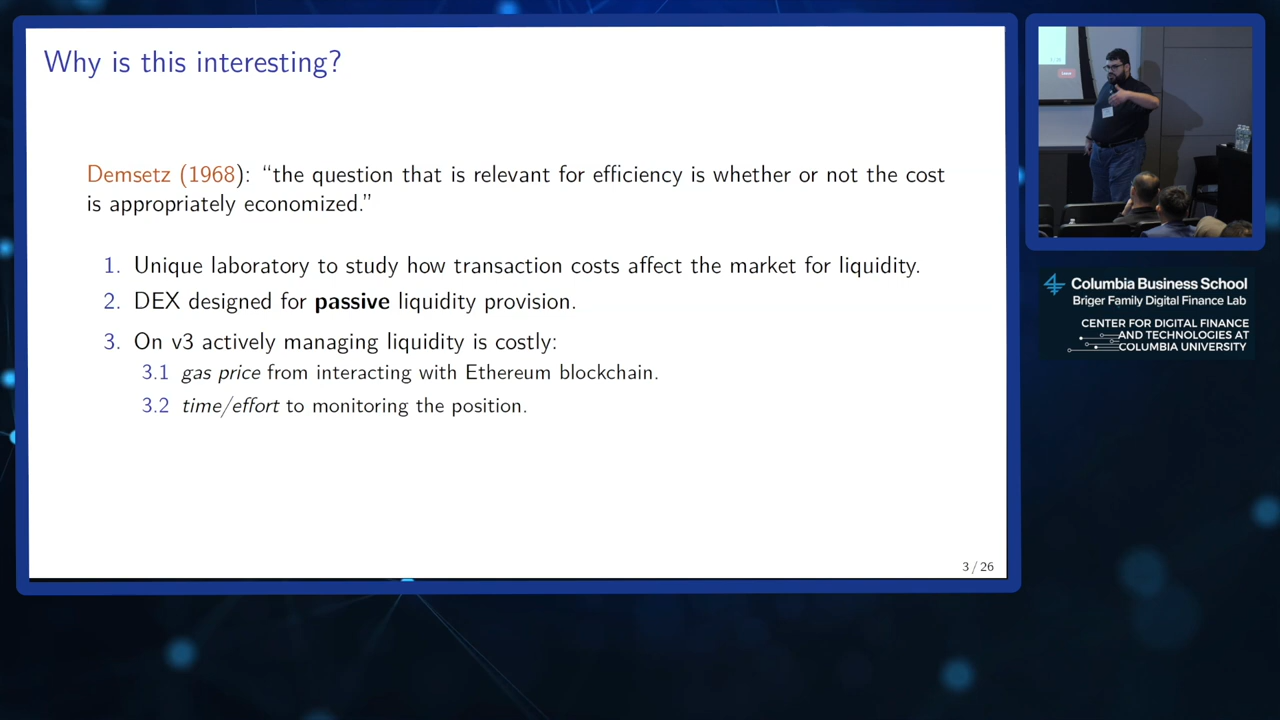 Why is this interesting?
Demsetz (1968): “the question that is relevant for efficiency is whether or not the cost
is appropriately economized.”
1. Unique laboratory to study how transaction costs affect the market for liquidity.
2. DEX designed for passive liquidity provision.
3. On v3 actively managing liquidity is costly:
3.1 gas price from interacting with Ethereum blockchain.
3.2 time/effort to monitoring the position.
3 / 26
Columbia Business School
Briger Family Digital Finance Lab
CENTER FOR DIGITAL FINANCE
AND TECHNOLOGIES AT
COLUMBIA UNIVERSITY